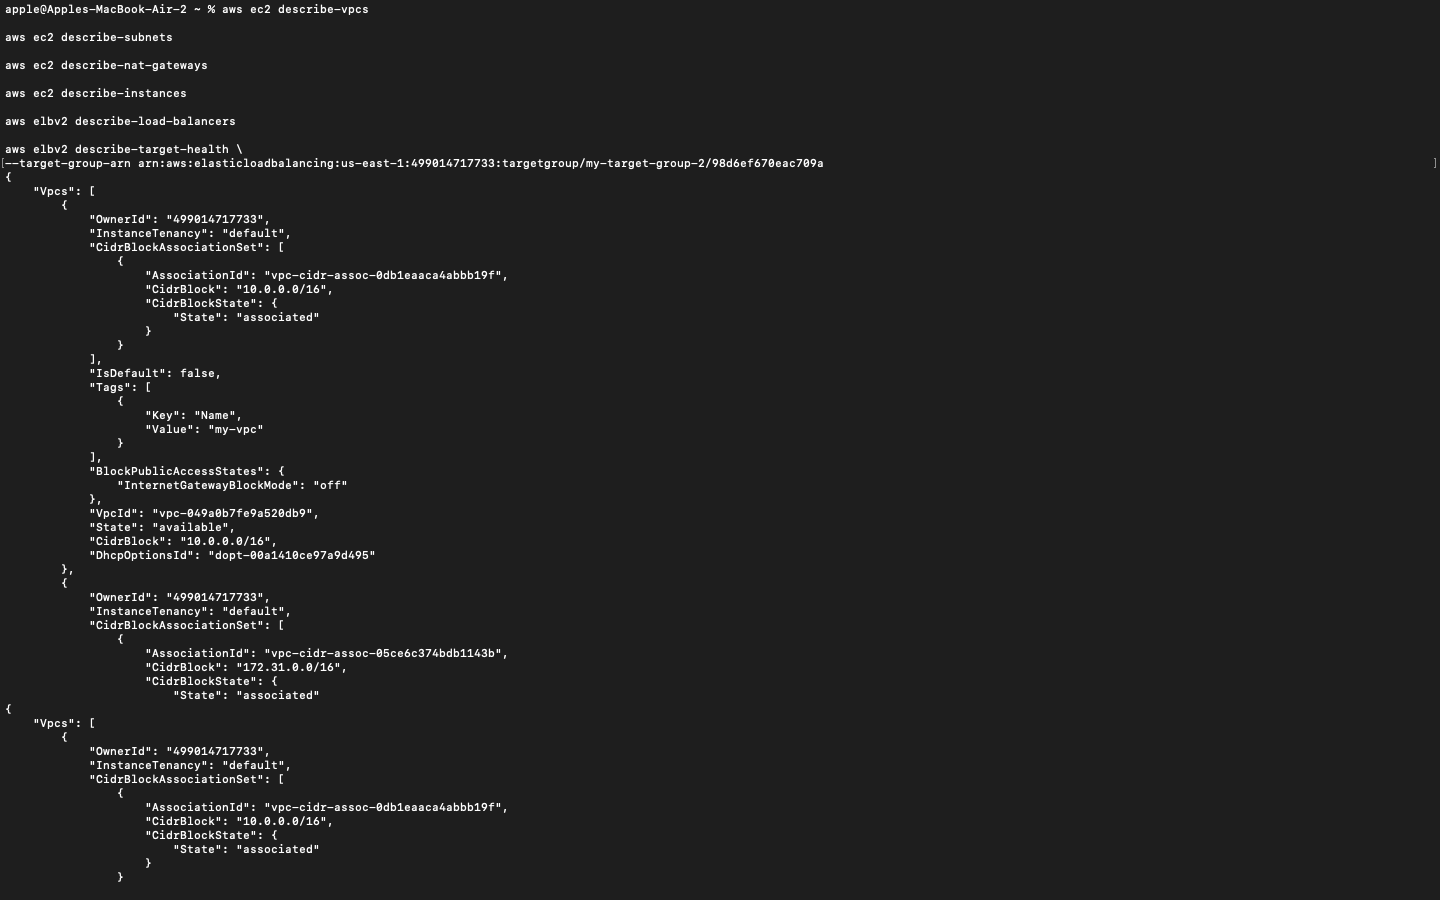 apple@Apples-MacBook-Air-2 ~ % aws ec2 describe-vpcs
aws ec2 describe-subnets
aws ec2 describe-nat-gateways
aws ec2 describe-instances
aws elbv2 describe-load-balancers
aws elbv2 describe-target-health \
[--target-group-arn arn:aws:elasticloadbalancing:us-east-1:499014717733:targetgroup/my-target-group-2/98d6ef670eac709a ]
{
    "Vpcs": [
        {
            "OwnerId": "499014717733",
            "InstanceTenancy": "default",
            "CidrBlockAssociationSet": [
                {
                    "AssociationId": "vpc-cidr-assoc-0db1eaaca4abbb19f",
                    "CidrBlock": "10.0.0.0/16",
                    "CidrBlockState": {
                        "State": "associated"
                    }
                }
            ],
            "IsDefault": false,
            "Tags": [
                {
                    "Key": "Name",
                    "Value": "my-vpc"
                }
            ],
            "BlockPublicAccessStates": {
                "InternetGatewayBlockMode": "off"
            },
            "VpcId": "vpc-049a0b7fe9a520db9",
            "State": "available",
            "CidrBlock": "10.0.0.0/16",
            "DhcpOptionsId": "dopt-00a1410ce97a9d495"
        },
        {
            "OwnerId": "499014717733",
            "InstanceTenancy": "default",
            "CidrBlockAssociationSet": [
                {
                    "AssociationId": "vpc-cidr-assoc-05ce6c374bdb1143b",
                    "CidrBlock": "172.31.0.0/16",
                    "CidrBlockState": {
                        "State": "associated"
{
    "Vpcs": [
        {
            "OwnerId": "499014717733",
            "InstanceTenancy": "default",
            "CidrBlockAssociationSet": [
                {
                    "AssociationId": "vpc-cidr-assoc-0db1eaaca4abbb19f",
                    "CidrBlock": "10.0.0.0/16",
                    "CidrBlockState": {
                        "State": "associated"
                    }
                }